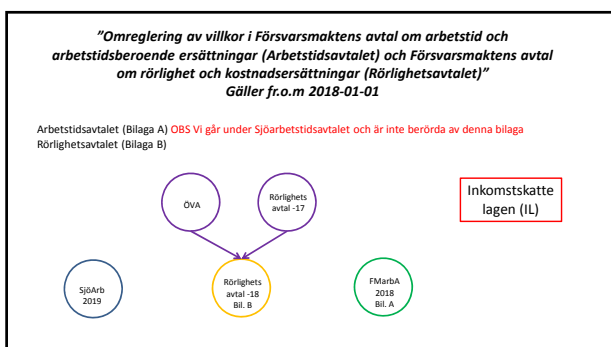 ”Omreglering av villkor i Försvarsmaktens avtal om arbetstid och
arbetstidsberoende ersättningar (Arbetstidsavtalet) och Försvarsmaktens avtal
om rörlighet och kostnadsersättningar (Rörlighetsavtalet)”
Gäller fr.o.m 2018-01-01
Arbetstidsavtalet (Bilaga A) OBS Vi går under Sjöarbetstidsavtalet och är inte berörda av denna bilaga
Rörlighetsavtalet (Bilaga B)
ÖVA
Rörlighets
avtal -17
Inkomstskatte
lagen (IL)
SjöArb
2019
Rörlighets
avtal -18
Bil. B
FMarbA
2018
Bil. A